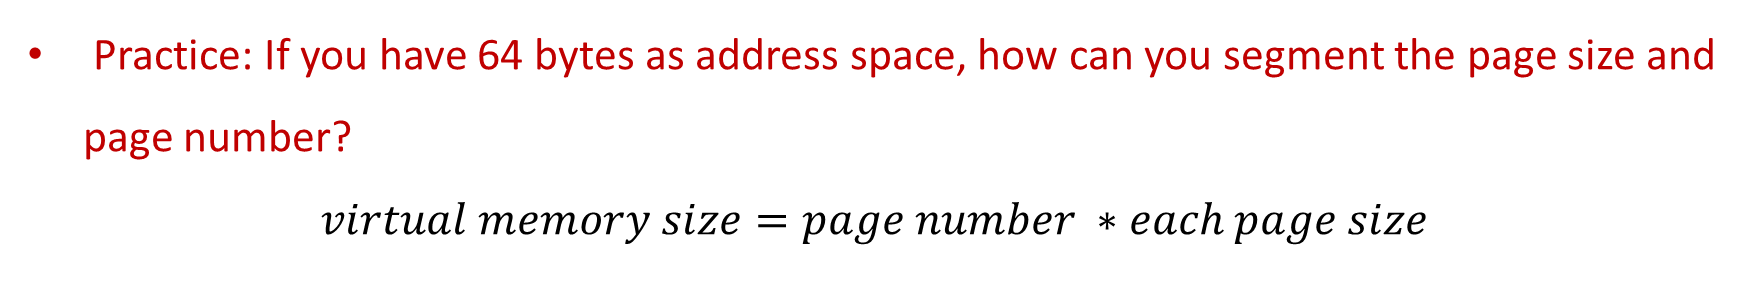 • Practice: If you have 64 bytes as address space, how can you segment the page size and
page number?
virtual memory size = page number * each page size